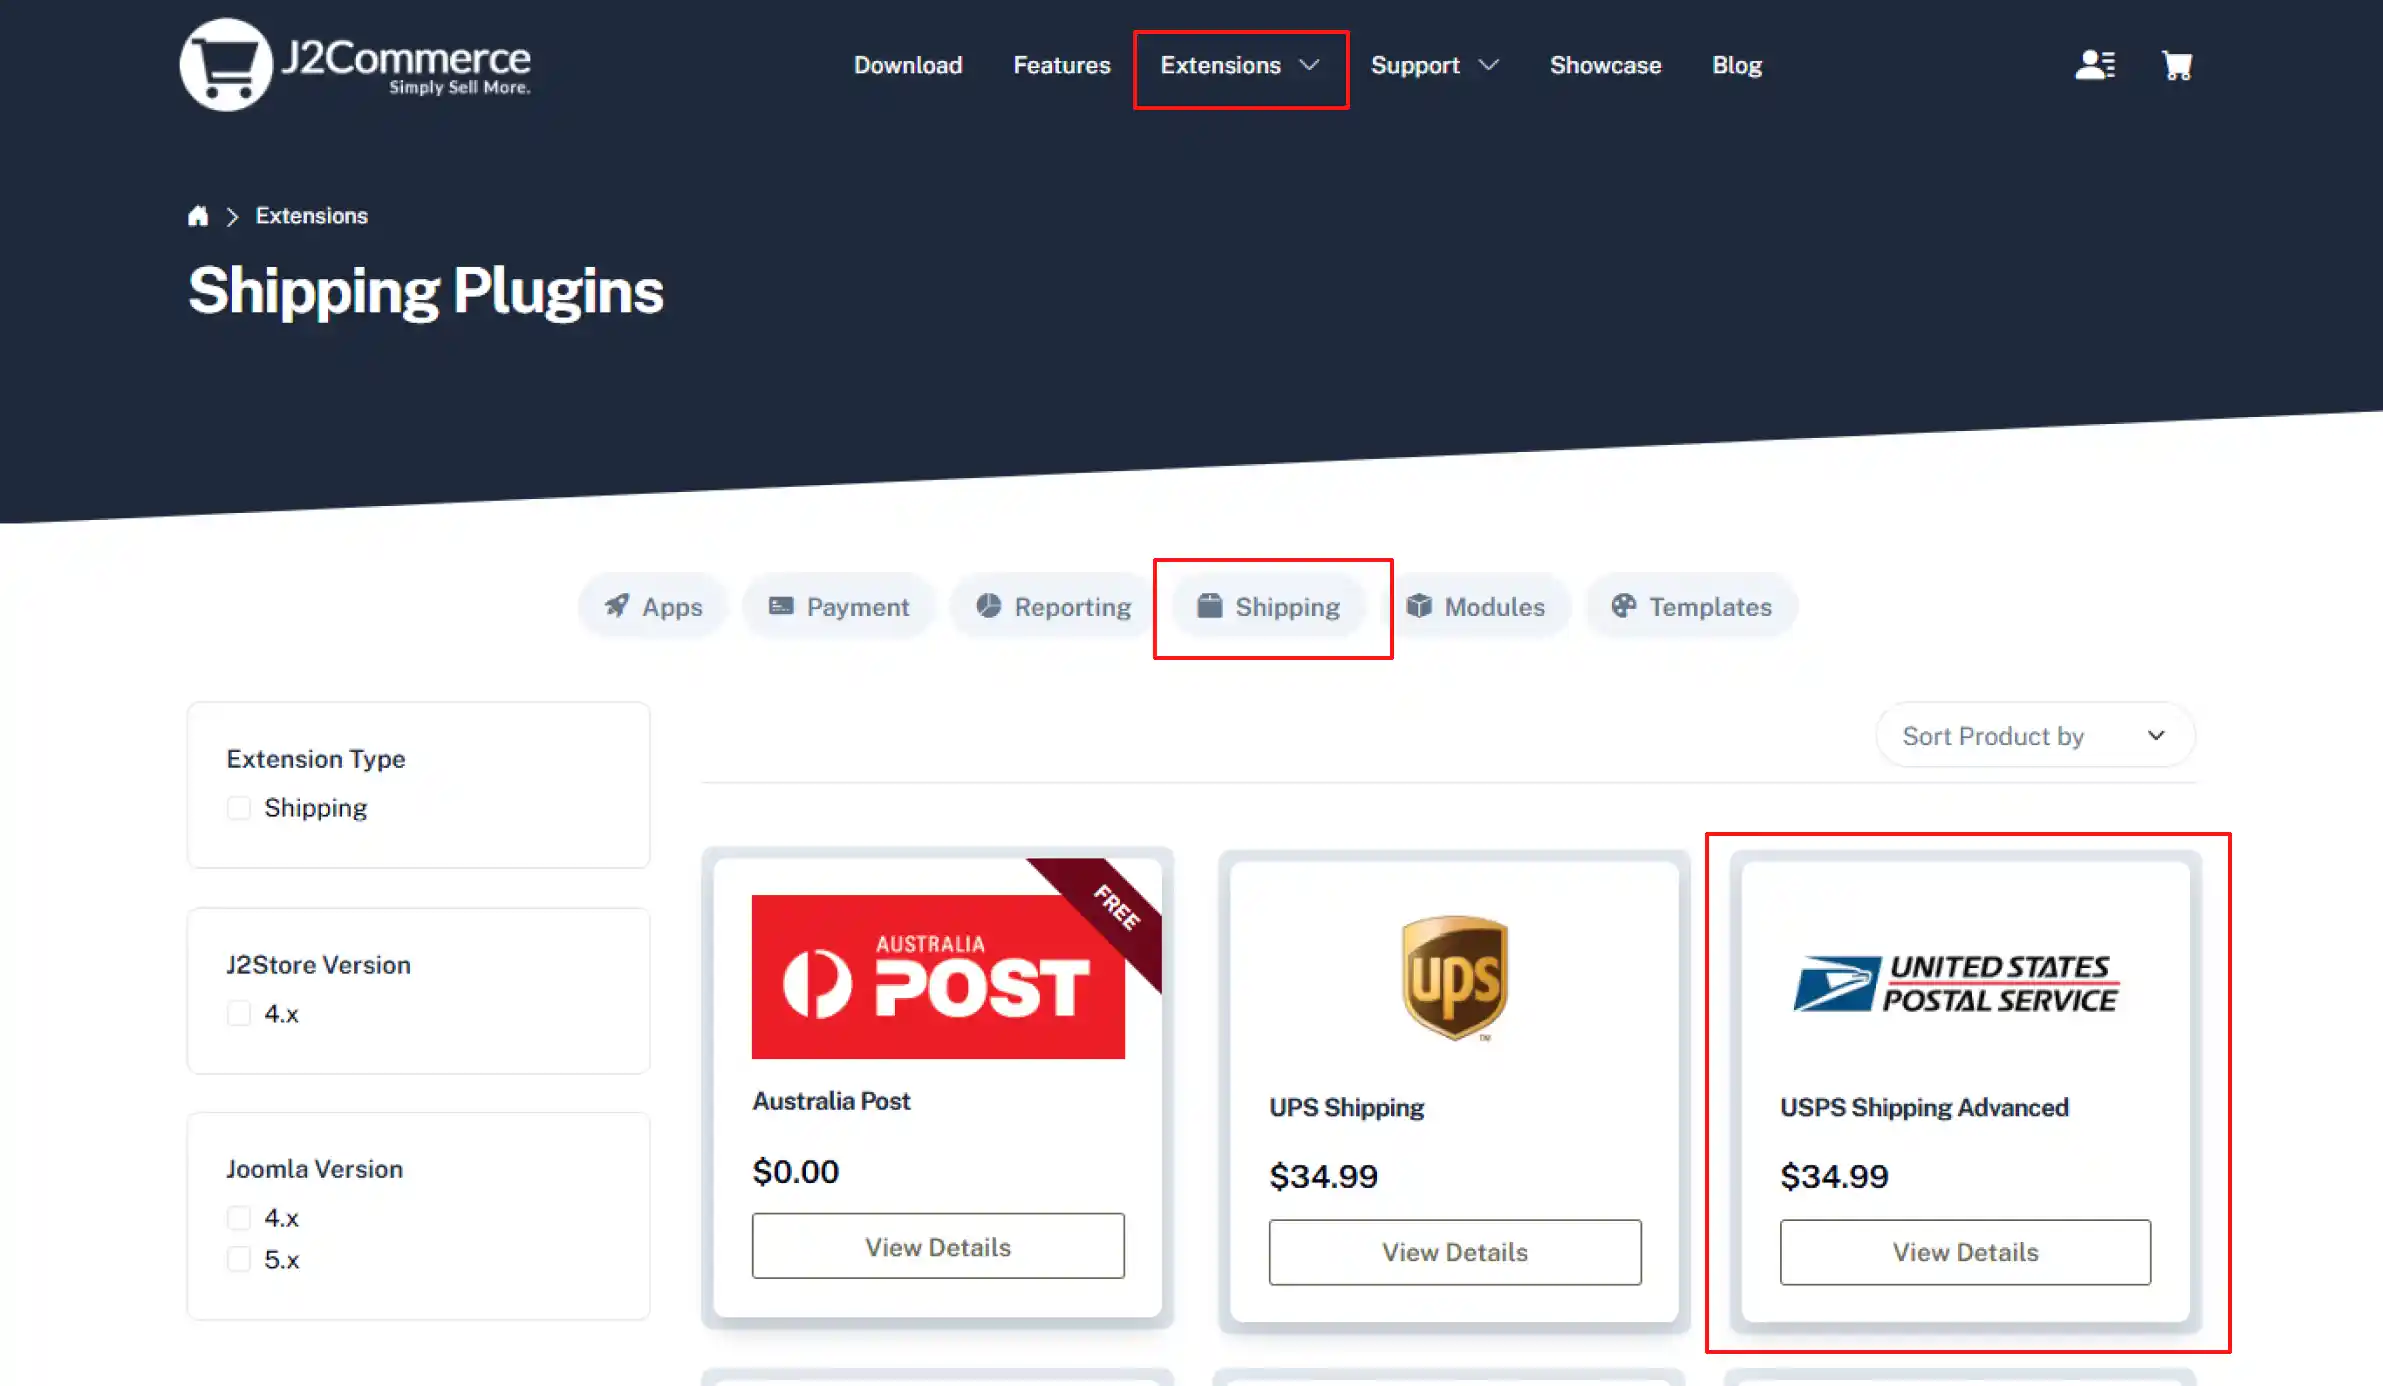 J2Commerce
Simply Sell More.
Download
Features
Extensions
Support
Showcase
Blog
Extensions
Shipping Plugins
Apps
Payment
Reporting
Shipping
Modules
Templates
Extension Type
Shipping
J2Store Version
4.x
Joomla Version
4.x
5.x
Sort Product by
FREE
AUSTRALIA
POST
Australia Post
$0.00
View Details
ups
TM
UPS Shipping
$34.99
View Details
UNITED STATES
POSTAL SERVICE
USPS Shipping Advanced
$34.99
View Details